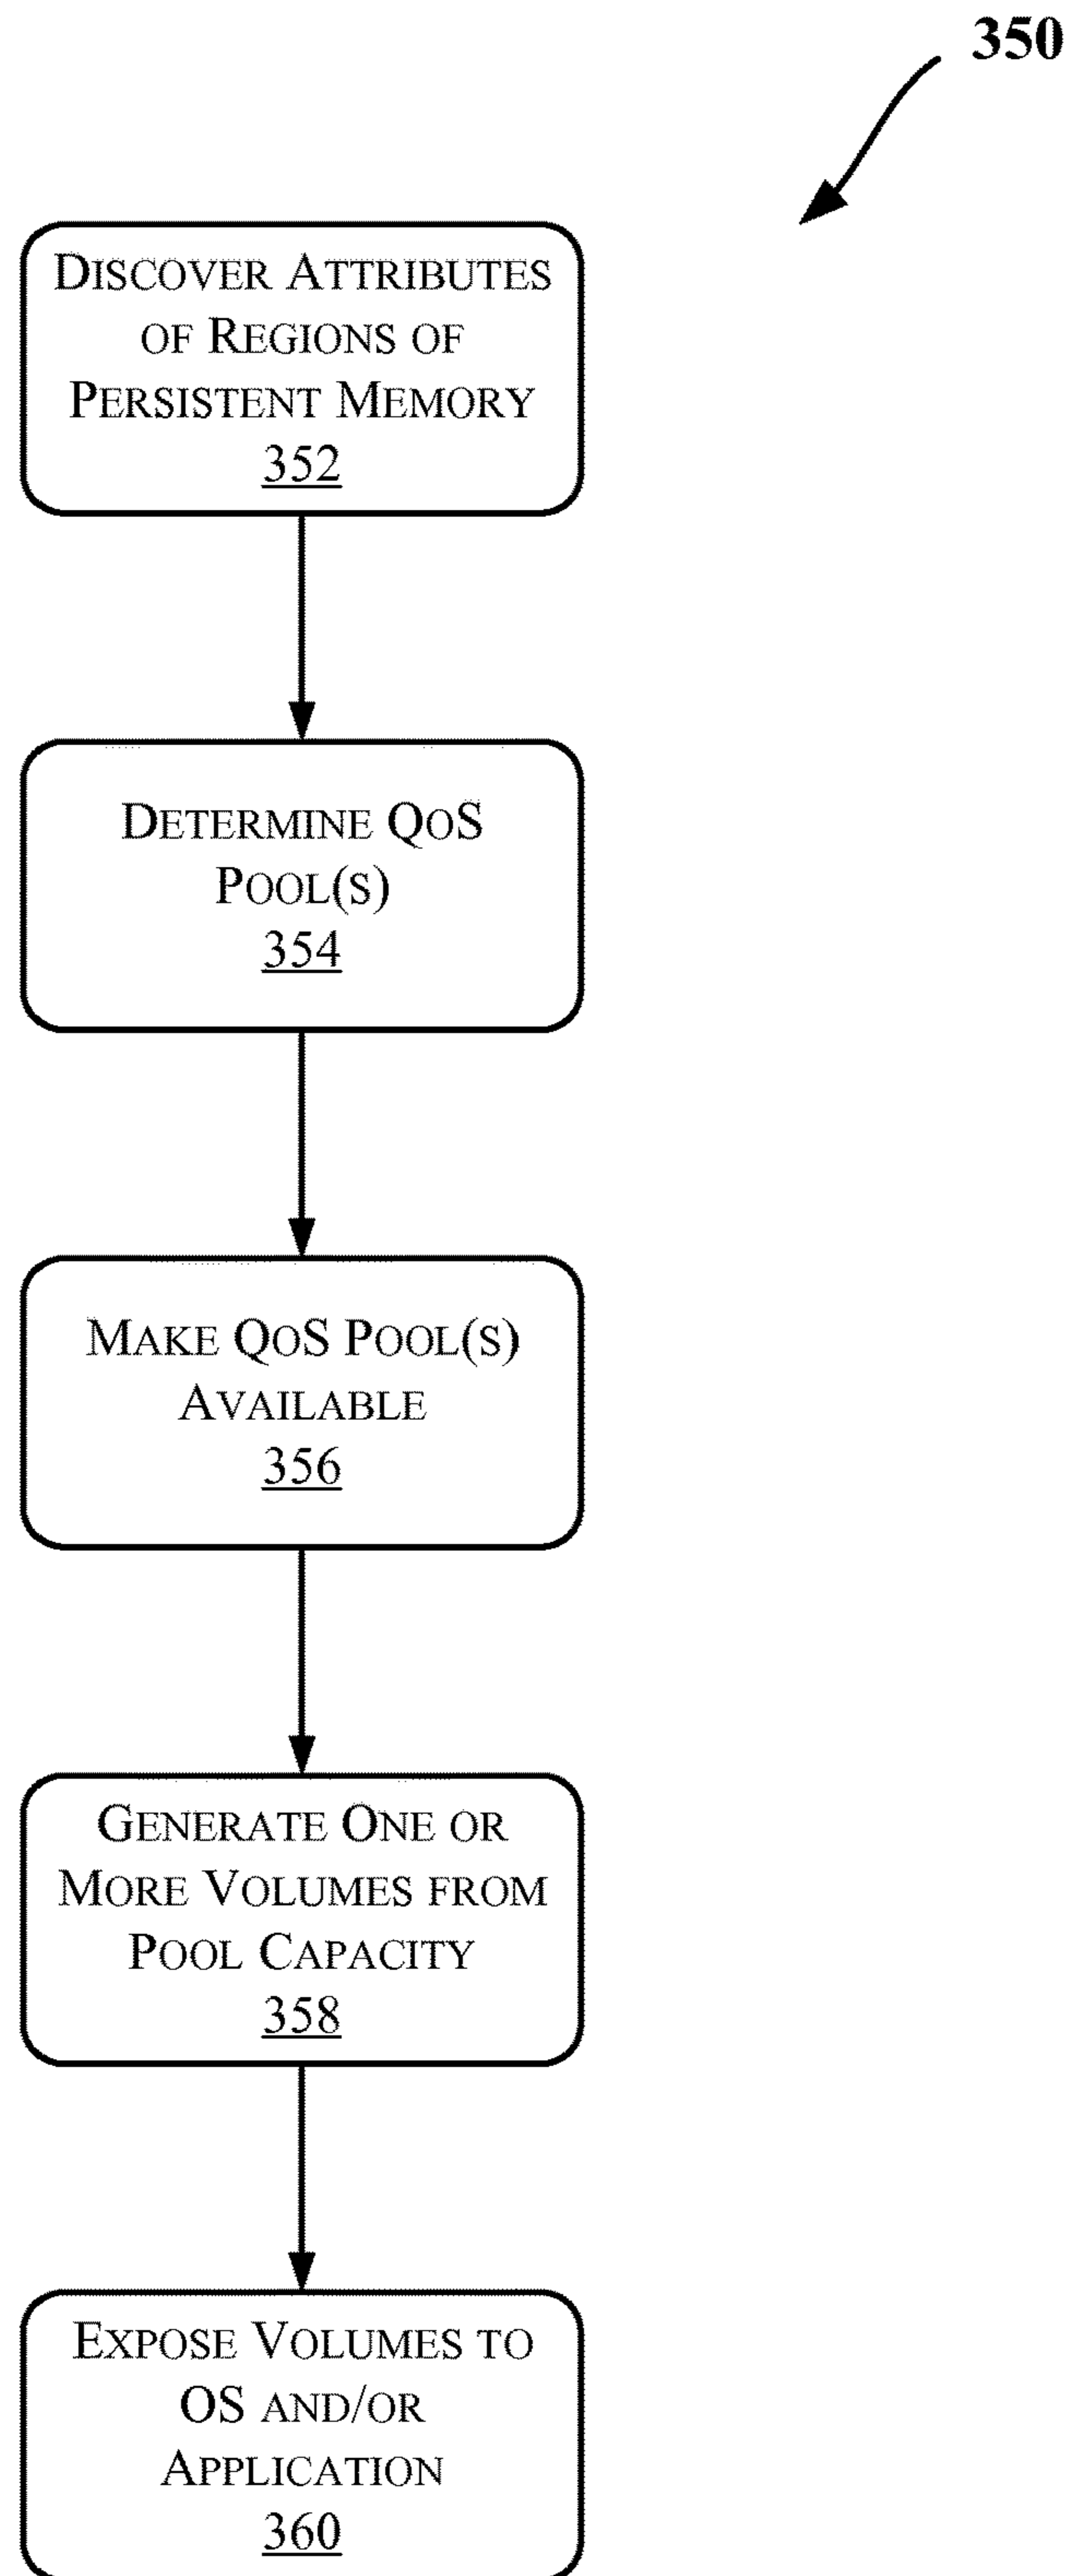 350
DISCOVER ATTRIBUTES
OF REGIONS OF
PERSISTENT MEMORY
352
DETERMINE QOS
POOL(S)
354
MAKE QOS POOL(S)
AVAILABLE
356
GENERATE ONE OR
MORE VOLUMES FROM
POOL CAPACITY
358
EXPOSE VOLUMES TO
OS AND/OR
APPLICATION
360